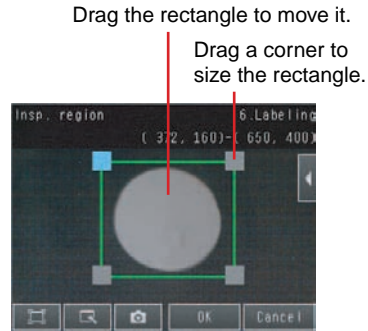 Drag the rectangle to move it.
Drag a corner to
size the rectangle.
Insp. region 6.Labeling
( 372, 160)-( 650, 400)
OK Cancel